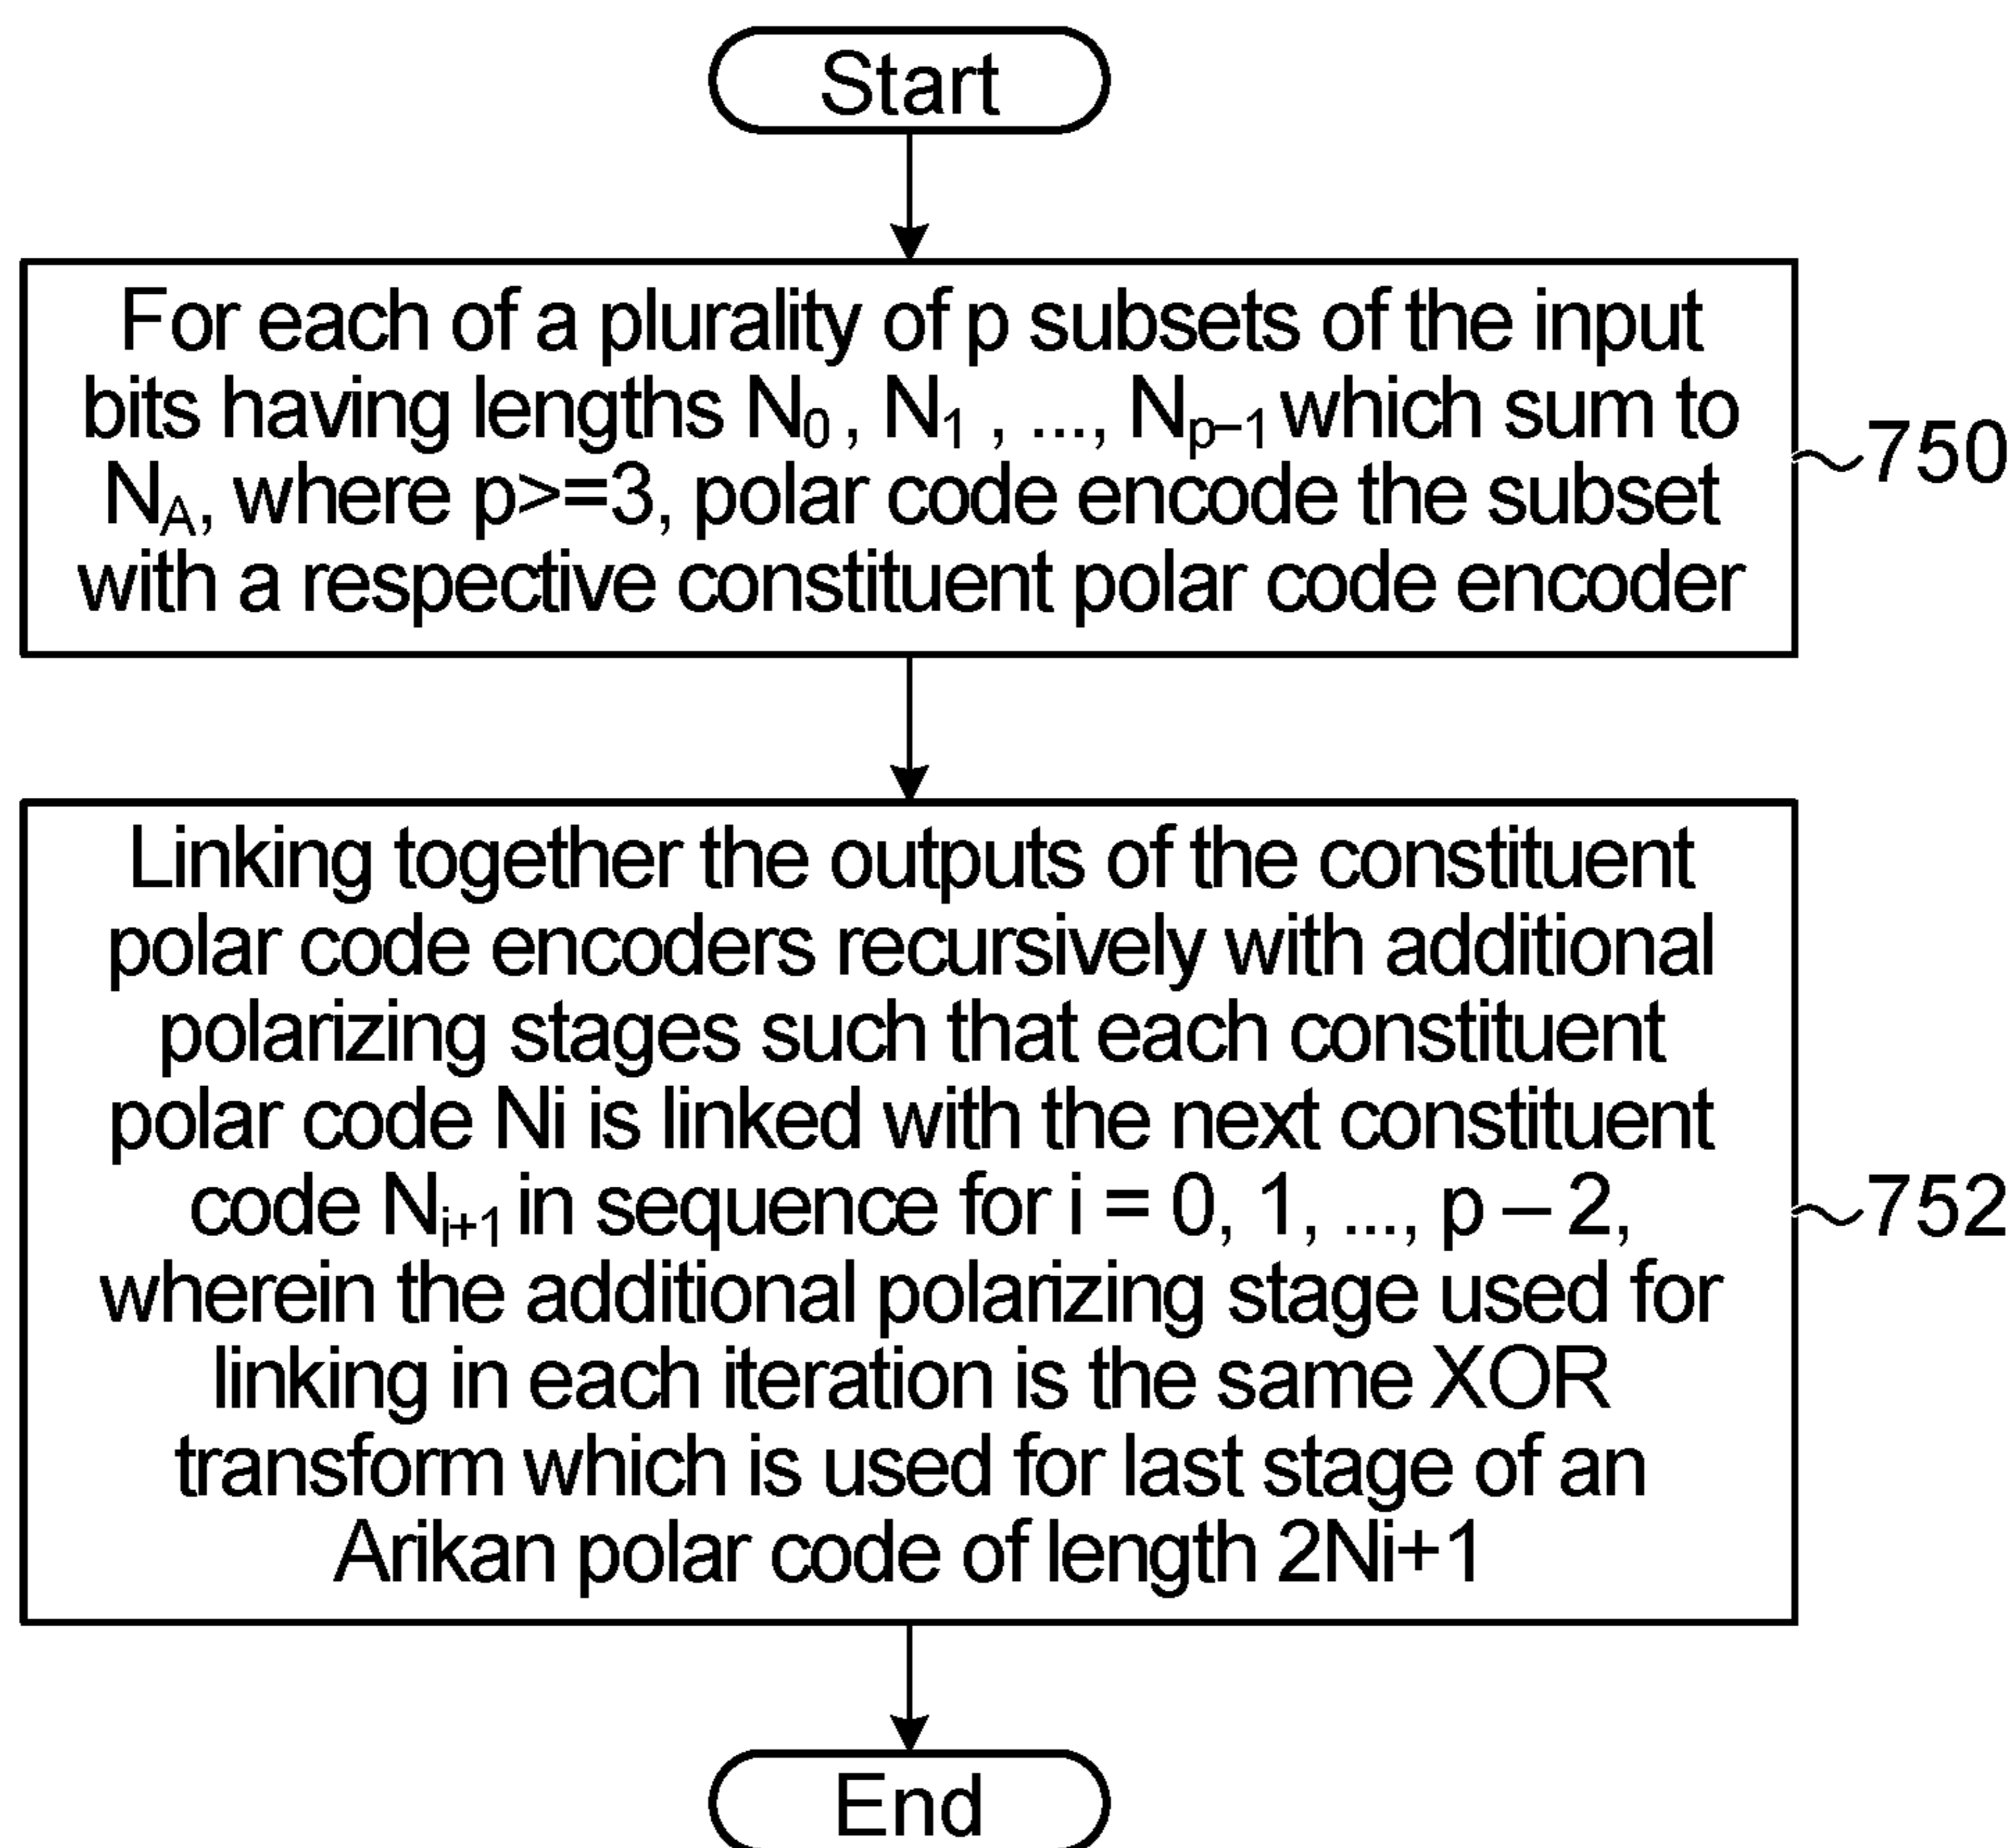 Start
For each of a plurality of p subsets of the input
bits having lengths N₀, N₁, ..., Nₚ₋₁ which sum to
N_A, where p>=3, polar code encode the subset
with a respective constituent polar code encoder
750
Linking together the outputs of the constituent
polar code encoders recursively with additional
polarizing stages such that each constituent
polar code Ni is linked with the next constituent
code Nᵢ₊₁ in sequence for i = 0, 1, ..., p – 2,
wherein the additional polarizing stage used for
linking in each iteration is the same XOR
transform which is used for last stage of an
Arikan polar code of length 2Ni+1
752
End